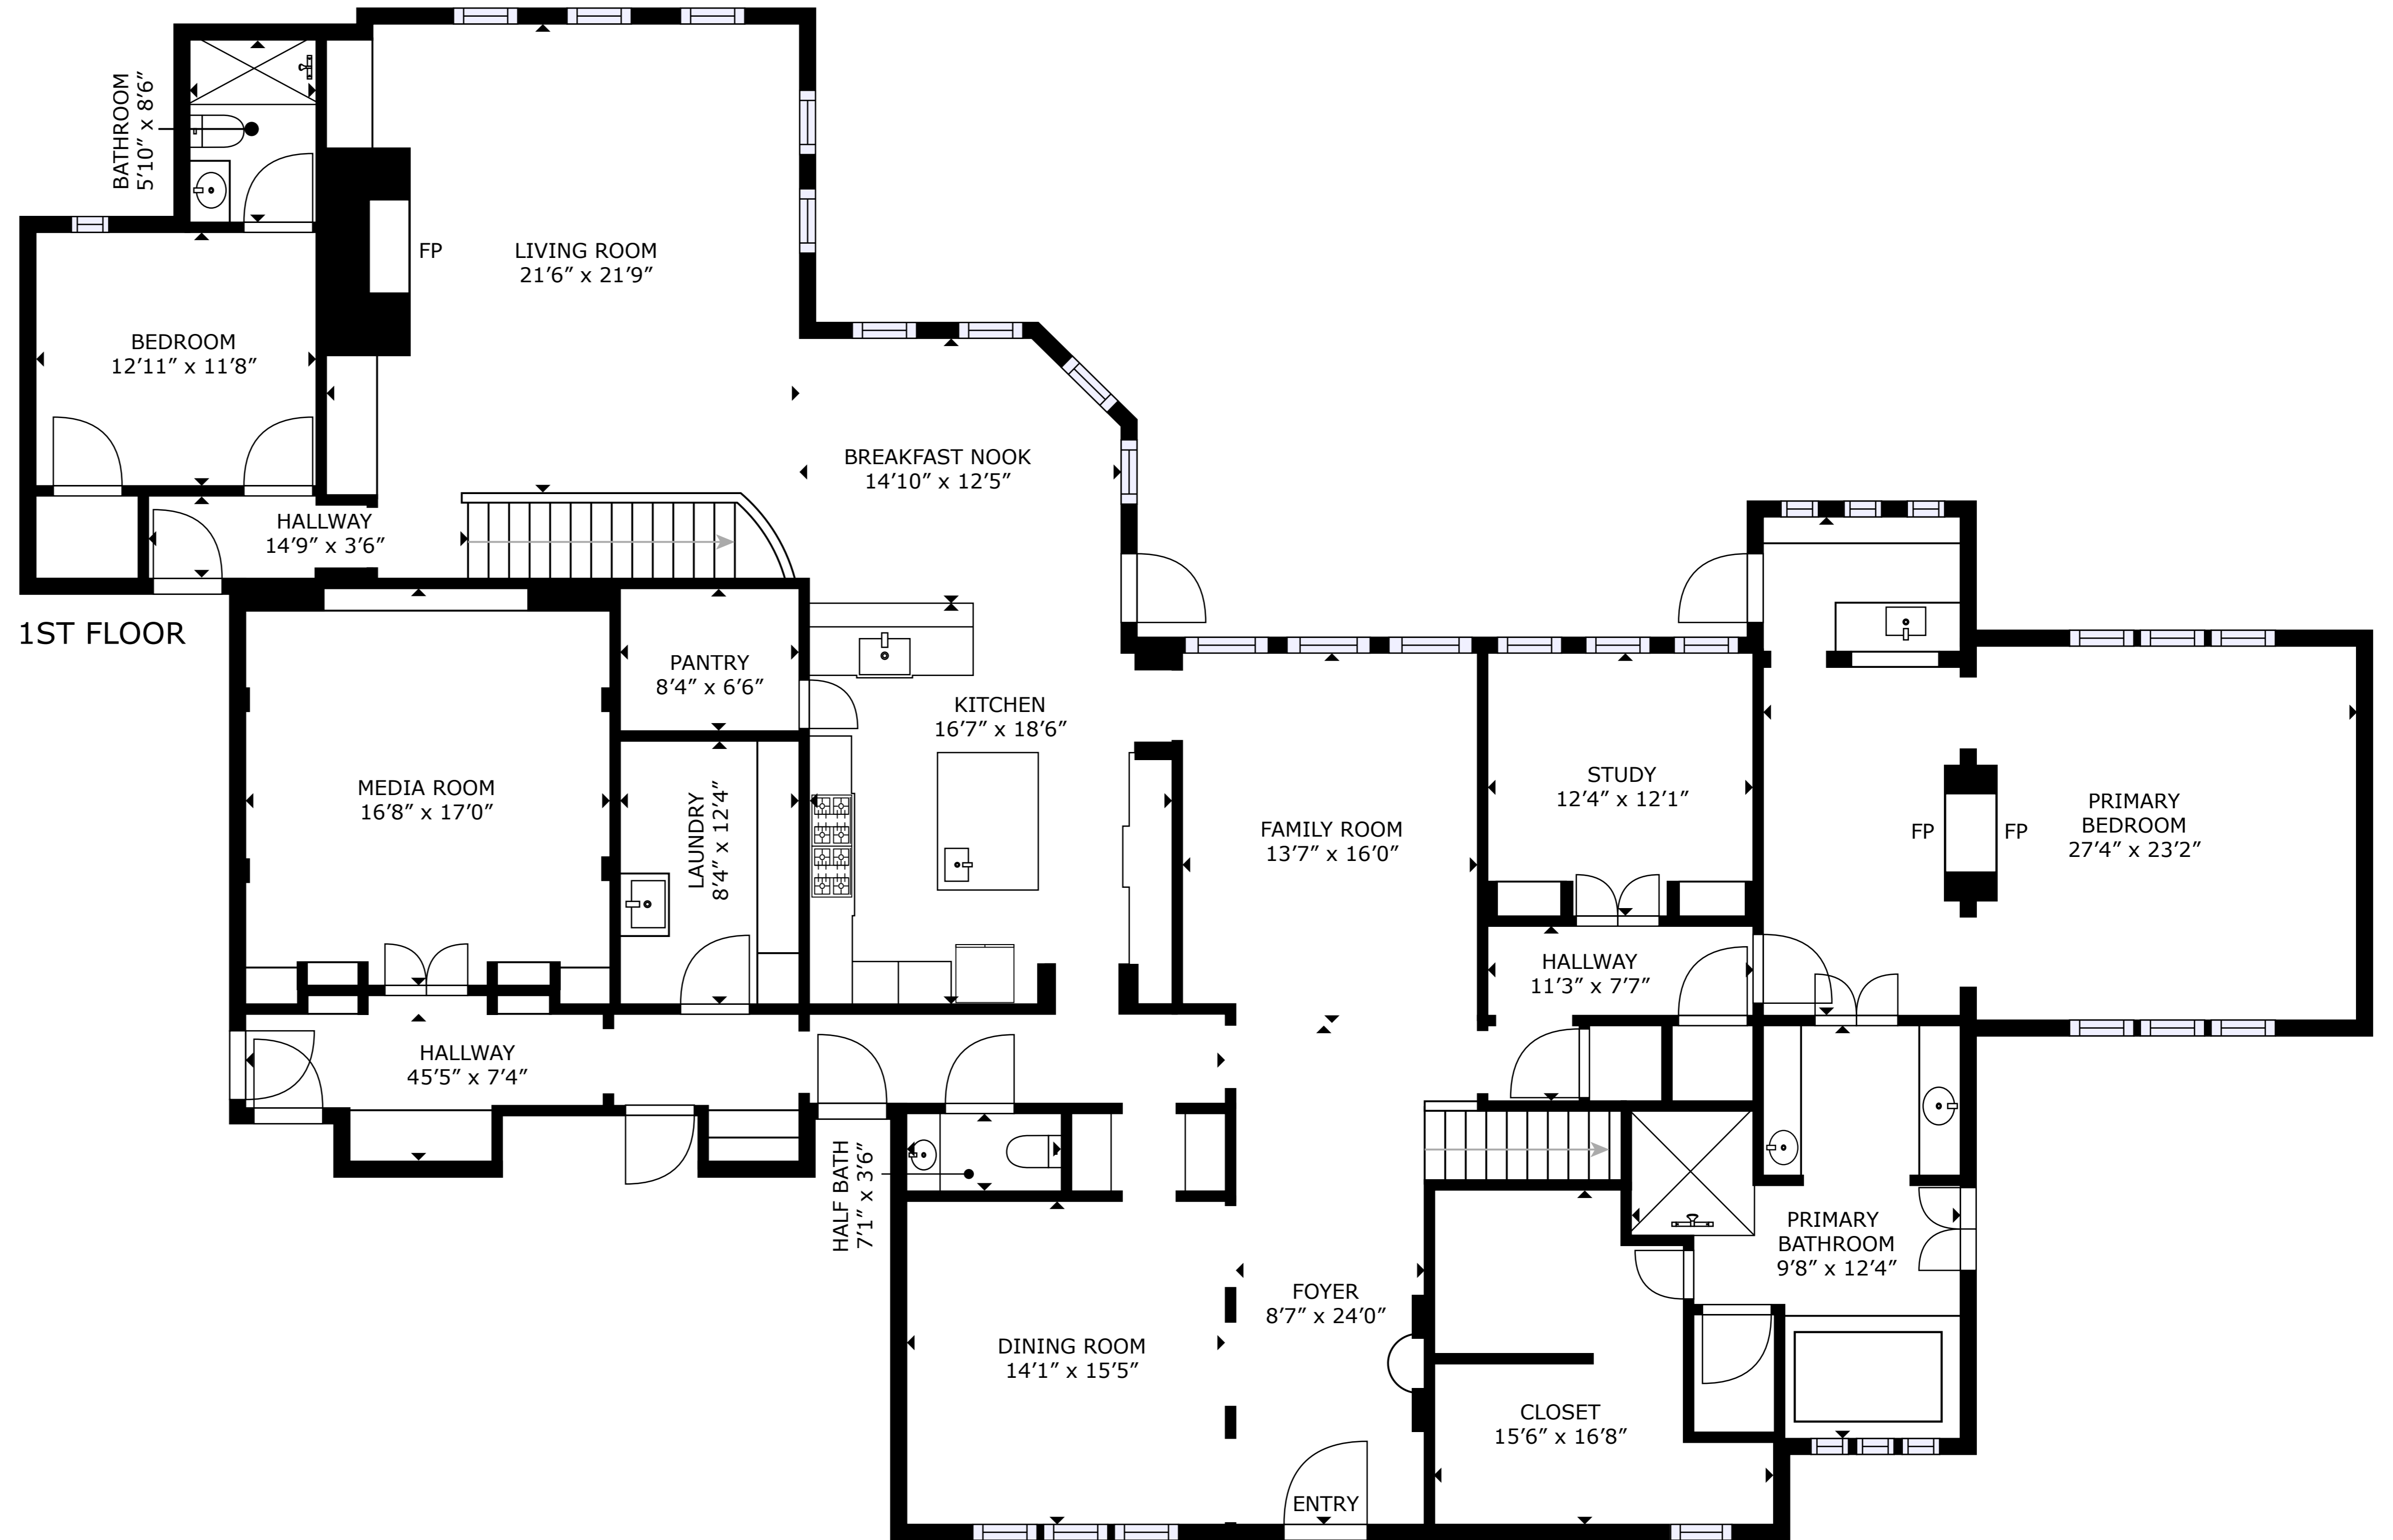 BATHROOM
5'10" x 8'6"
FP
LIVING ROOM
21'6" x 21'9"
BEDROOM
12'11" x 11'8"
BREAKFAST NOOK
14'10" x 12'5"
HALLWAY
14'9" x 3'6"
1ST FLOOR
PANTRY
8'4" x 6'6"
KITCHEN
16'7" x 18'6"
MEDIA ROOM
16'8" x 17'0"
LAUNDRY
8'4" x 12'4"
FAMILY ROOM
13'7" x 16'0"
STUDY
12'4" x 12'1"
FP
FP
PRIMARY
BEDROOM
27'4" x 23'2"
HALLWAY
11'3" x 7'7"
HALLWAY
45'5" x 7'4"
HALF BATH
7'1" x 3'6"
PRIMARY
BATHROOM
9'8" x 12'4"
FOYER
8'7" x 24'0"
DINING ROOM
14'1" x 15'5"
CLOSET
15'6" x 16'8"
ENTRY